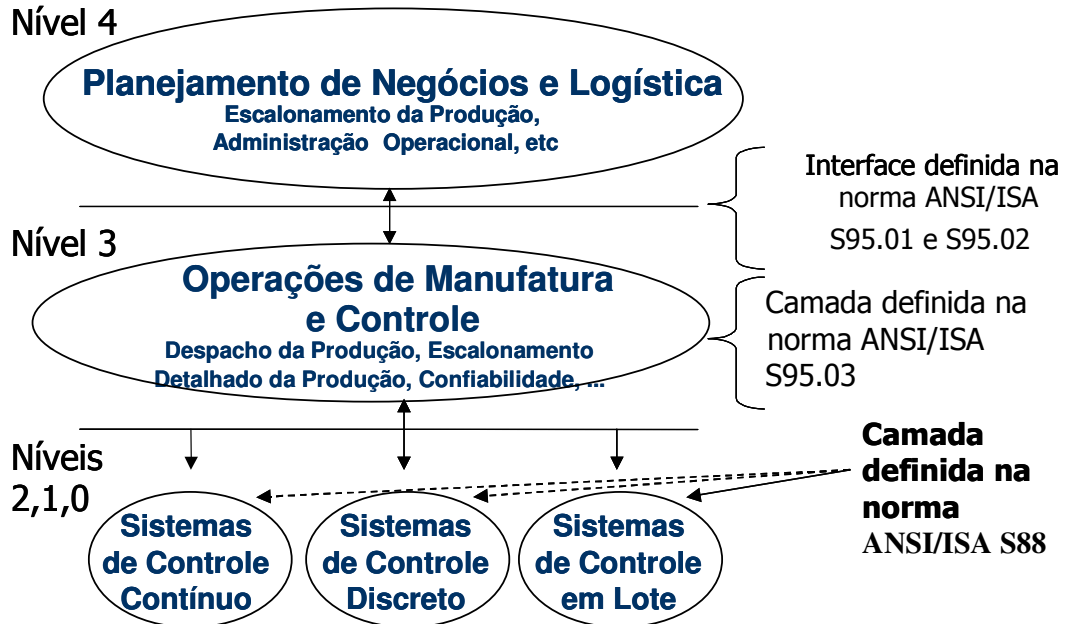 Nível 4
Planejamento de Negócios e Logística
Escalonamento da Produção,
Administração Operacional, etc
Interface definida na
norma ANSI/ISA
S95.01 e S95.02
Nível 3
Operações de Manufatura
e Controle
Despacho da Produção, Escalonamento
Detalhado da Produção, Confiabilidade, ...
Camada definida na
norma ANSI/ISA
S95.03
Níveis
2,1,0
Sistemas
de Controle
Contínuo
Sistemas
de Controle
Discreto
Sistemas
de Controle
em Lote
Camada
definida na
norma
ANSI/ISA S88